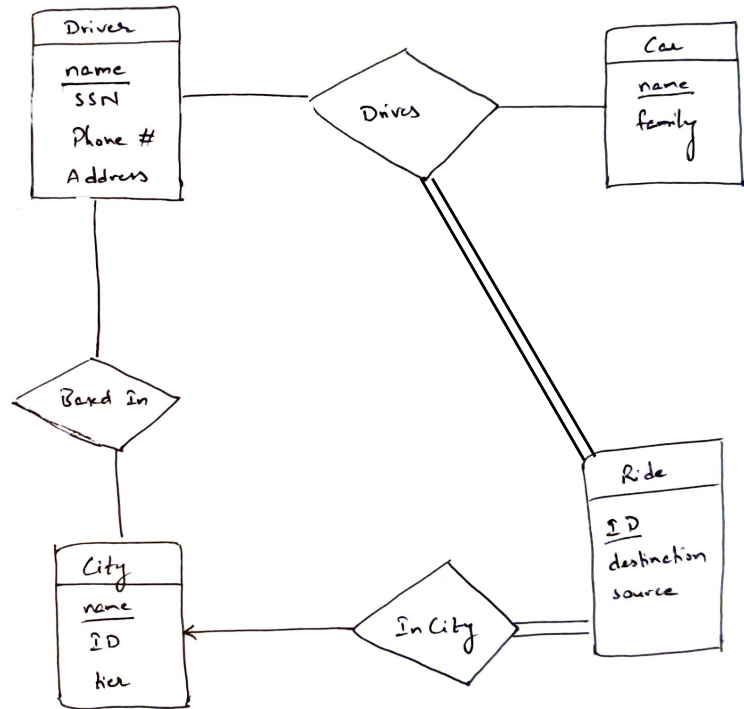 Driver
name
SSN
Phone #
Address
Drives
Car
name
family
Based In
City
name
ID
tier
In City
Ride
ID
destination
source